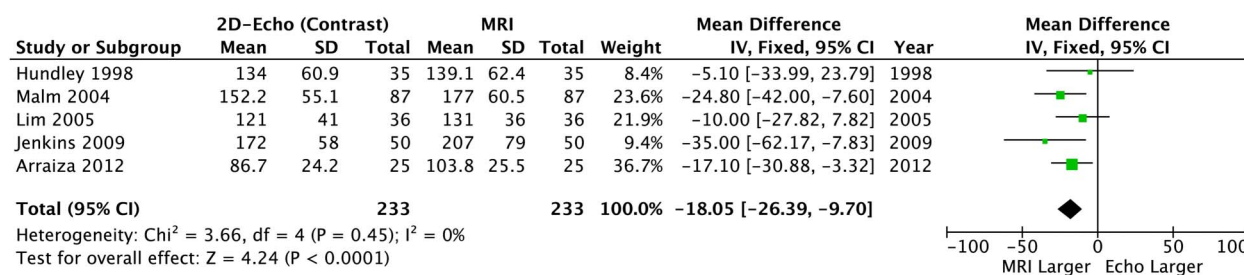 2D-Echo (Contrast) MRI Mean Difference Mean Difference
Study or Subgroup Mean SD Total Mean SD Total Weight IV, Fixed, 95% CI Year IV, Fixed, 95% CI
Hundley 1998 134 60.9 35 139.1 62.4 35 8.4% -5.10 [-33.99, 23.79] 1998
Malm 2004 152.2 55.1 87 177 60.5 87 23.6% -24.80 [-42.00, -7.60] 2004
Lim 2005 121 41 36 131 36 36 21.9% -10.00 [-27.82, 7.82] 2005
Jenkins 2009 172 58 50 207 79 50 9.4% -35.00 [-62.17, -7.83] 2009
Arraiza 2012 86.7 24.2 25 103.8 25.5 25 36.7% -17.10 [-30.88, -3.32] 2012
Total (95% CI) 233 233 100.0% -18.05 [-26.39, -9.70]
Heterogeneity: Chi² = 3.66, df = 4 (P = 0.45); I² = 0%
Test for overall effect: Z = 4.24 (P < 0.0001)
-100 -50 0 50 100
MRI Larger Echo Larger